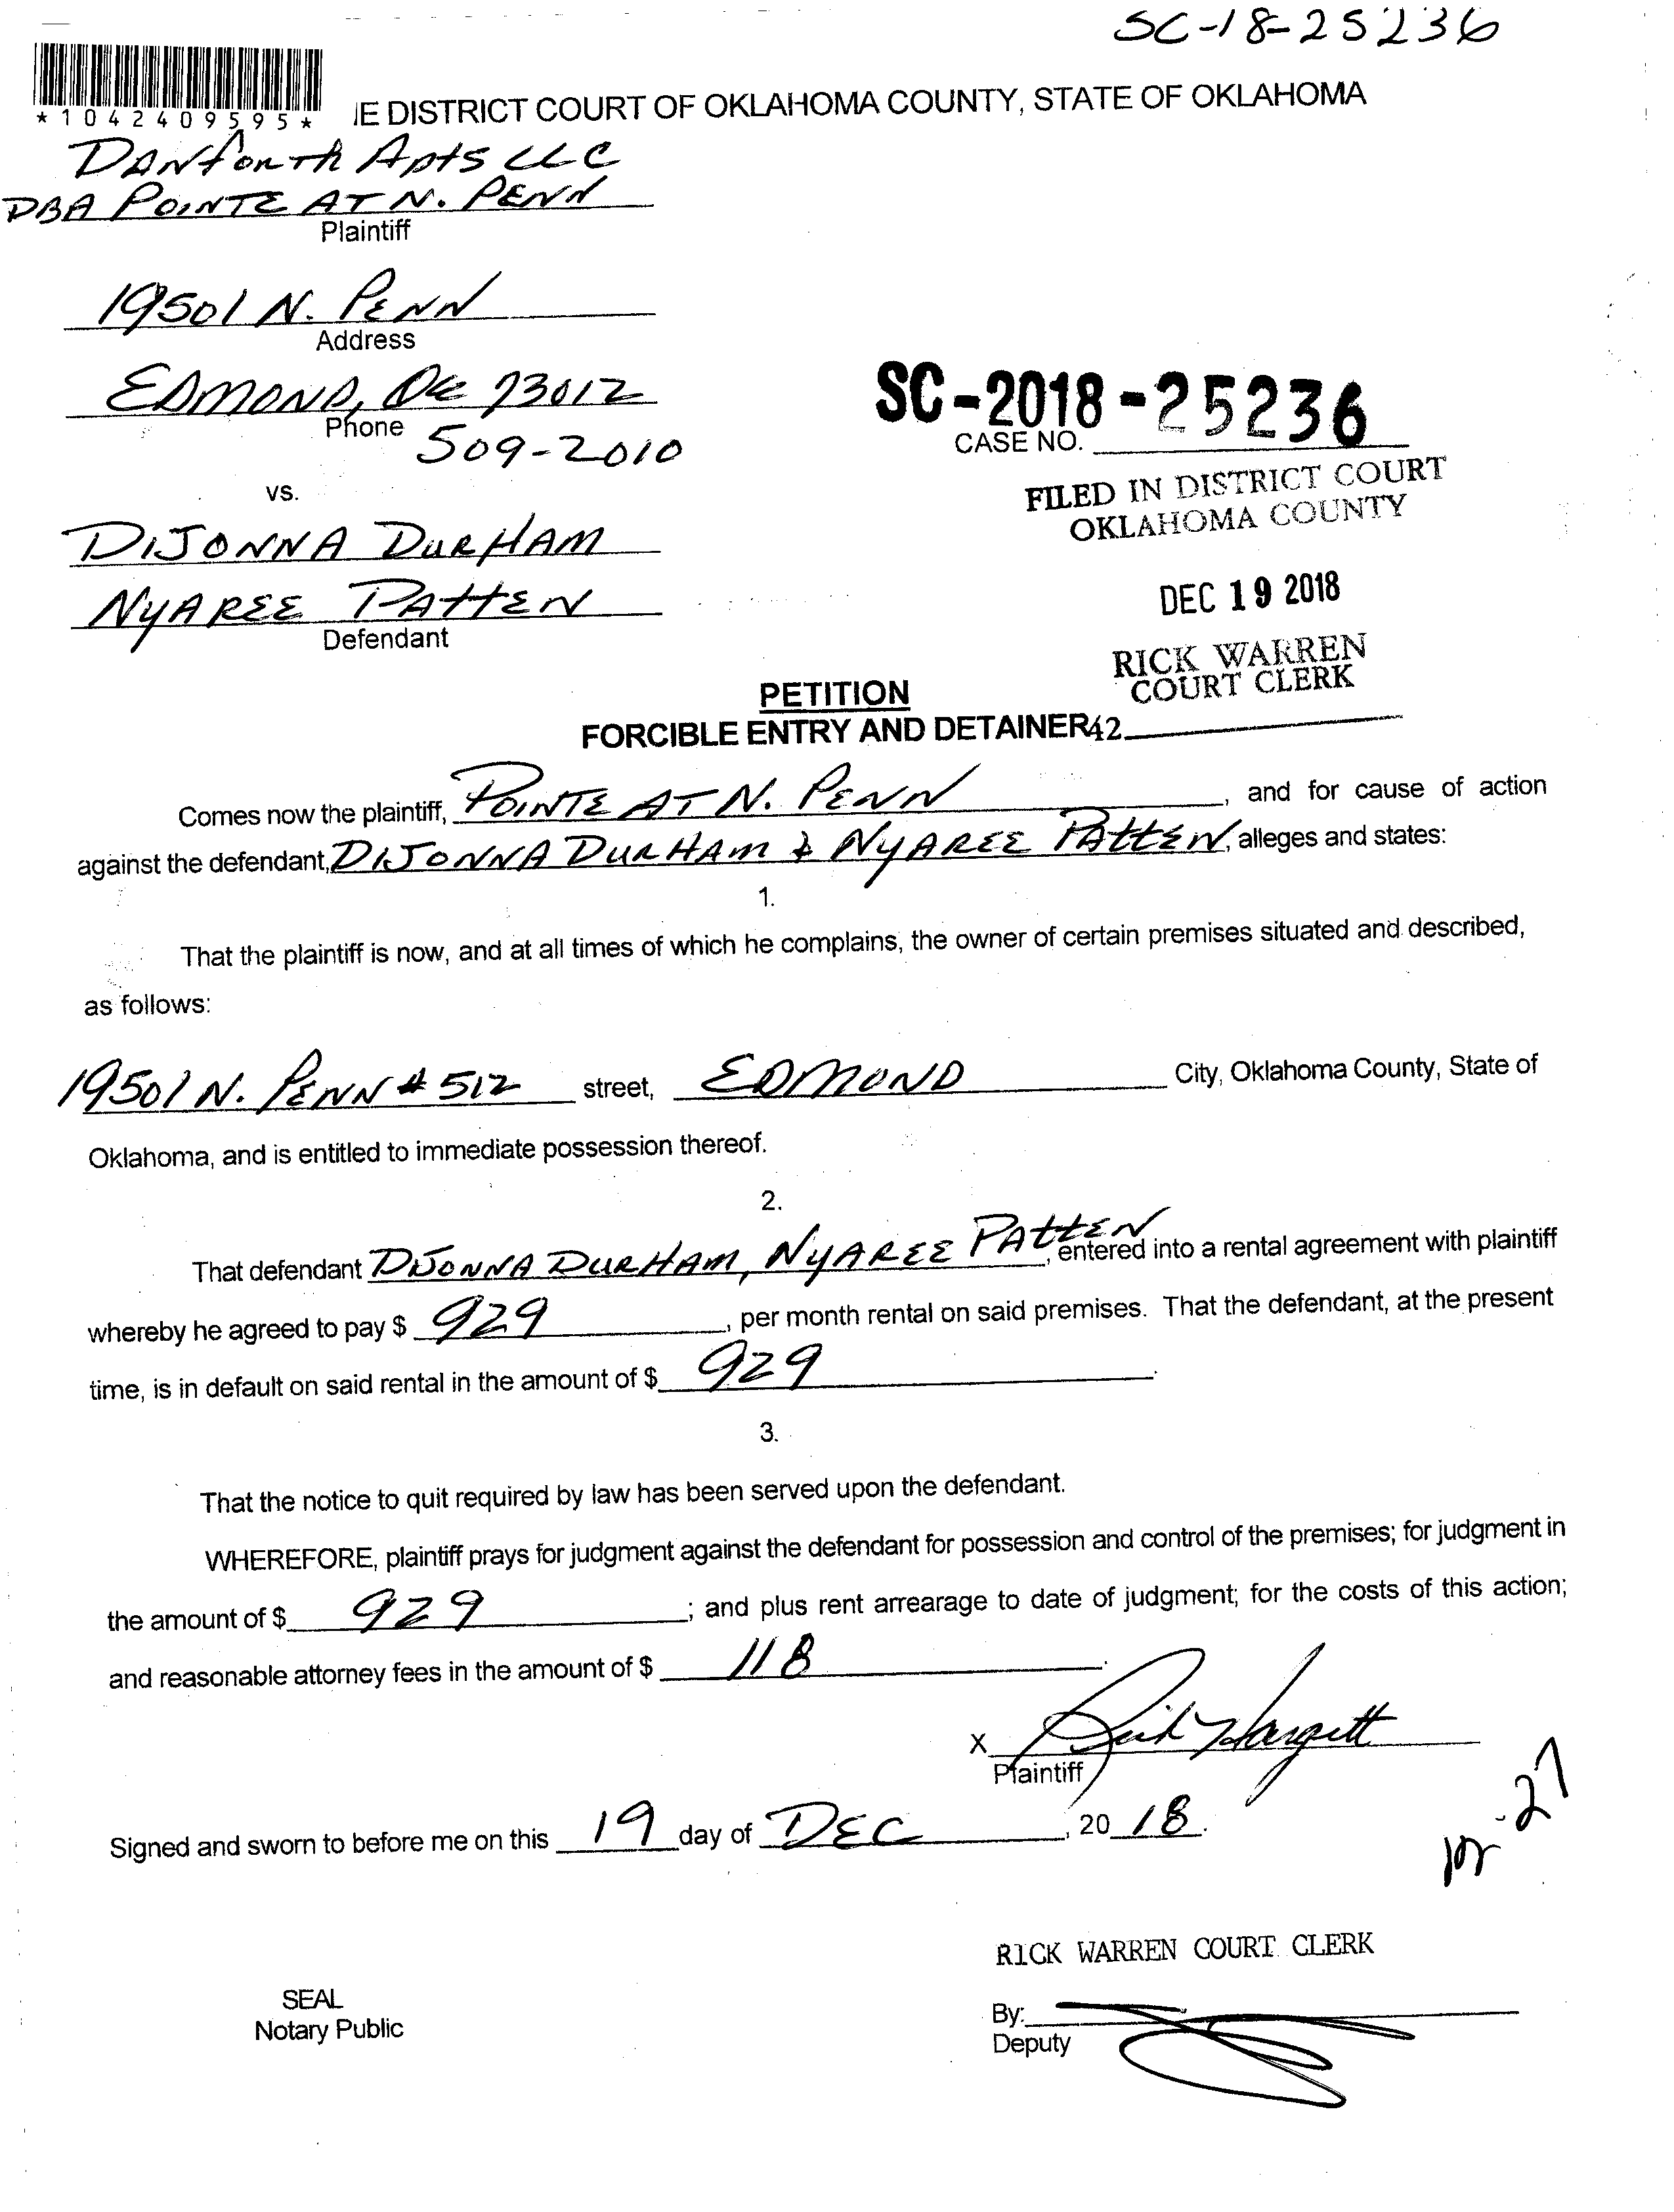 SC-18-25236
*1042409595*
IE DISTRICT COURT OF OKLAHOMA COUNTY, STATE OF OKLAHOMA
DANforth Apts LLC
DBA POINTE AT N. PENN
Plaintiff
19501 N. PENN
Address
EDMOND, OK 73012
Phone 509-2010
vs.
SC-2018-25236
CASE NO.
FILED IN DISTRICT COURT
OKLAHOMA COUNTY
DIJONNA DURHAM
NYAREE PATTEN
Defendant
DEC 19 2018
RICK WARREN
COURT CLERK
PETITION
FORCIBLE ENTRY AND DETAINER 42
Comes now the plaintiff, POINTE AT N. PENN, and for cause of action
against the defendant, DIJONNA DURHAM & NYAREE PATTEN, alleges and states:
1.
That the plaintiff is now, and at all times of which he complains, the owner of certain premises situated and described,
as follows:
19501 N. PENN # 512 street, EDMOND City, Oklahoma County, State of
Oklahoma, and is entitled to immediate possession thereof.
2.
That defendant DIJONNA DURHAM, NYAREE PATTEN, entered into a rental agreement with plaintiff
whereby he agreed to pay $ 929, per month rental on said premises. That the defendant, at the present
time, is in default on said rental in the amount of $ 929.
3.
That the notice to quit required by law has been served upon the defendant.
WHEREFORE, plaintiff prays for judgment against the defendant for possession and control of the premises; for judgment in
the amount of $ 929; and plus rent arrearage to date of judgment; for the costs of this action;
and reasonable attorney fees in the amount of $ 118.
X
Plaintiff
Signed and sworn to before me on this 19 day of DEC, 20 18.
RICK WARREN COURT CLERK
SEAL
Notary Public
By:
Deputy